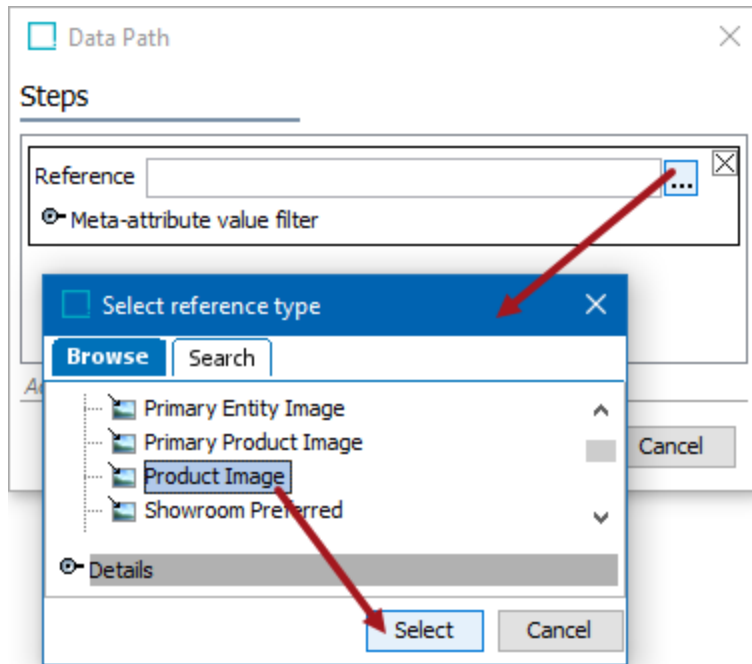 Data Path
Steps
Reference
...
Meta-attribute value filter
Select reference type
Browse Search
Primary Entity Image
Primary Product Image
Product Image
Showroom Preferred
Details
Cancel
Select Cancel